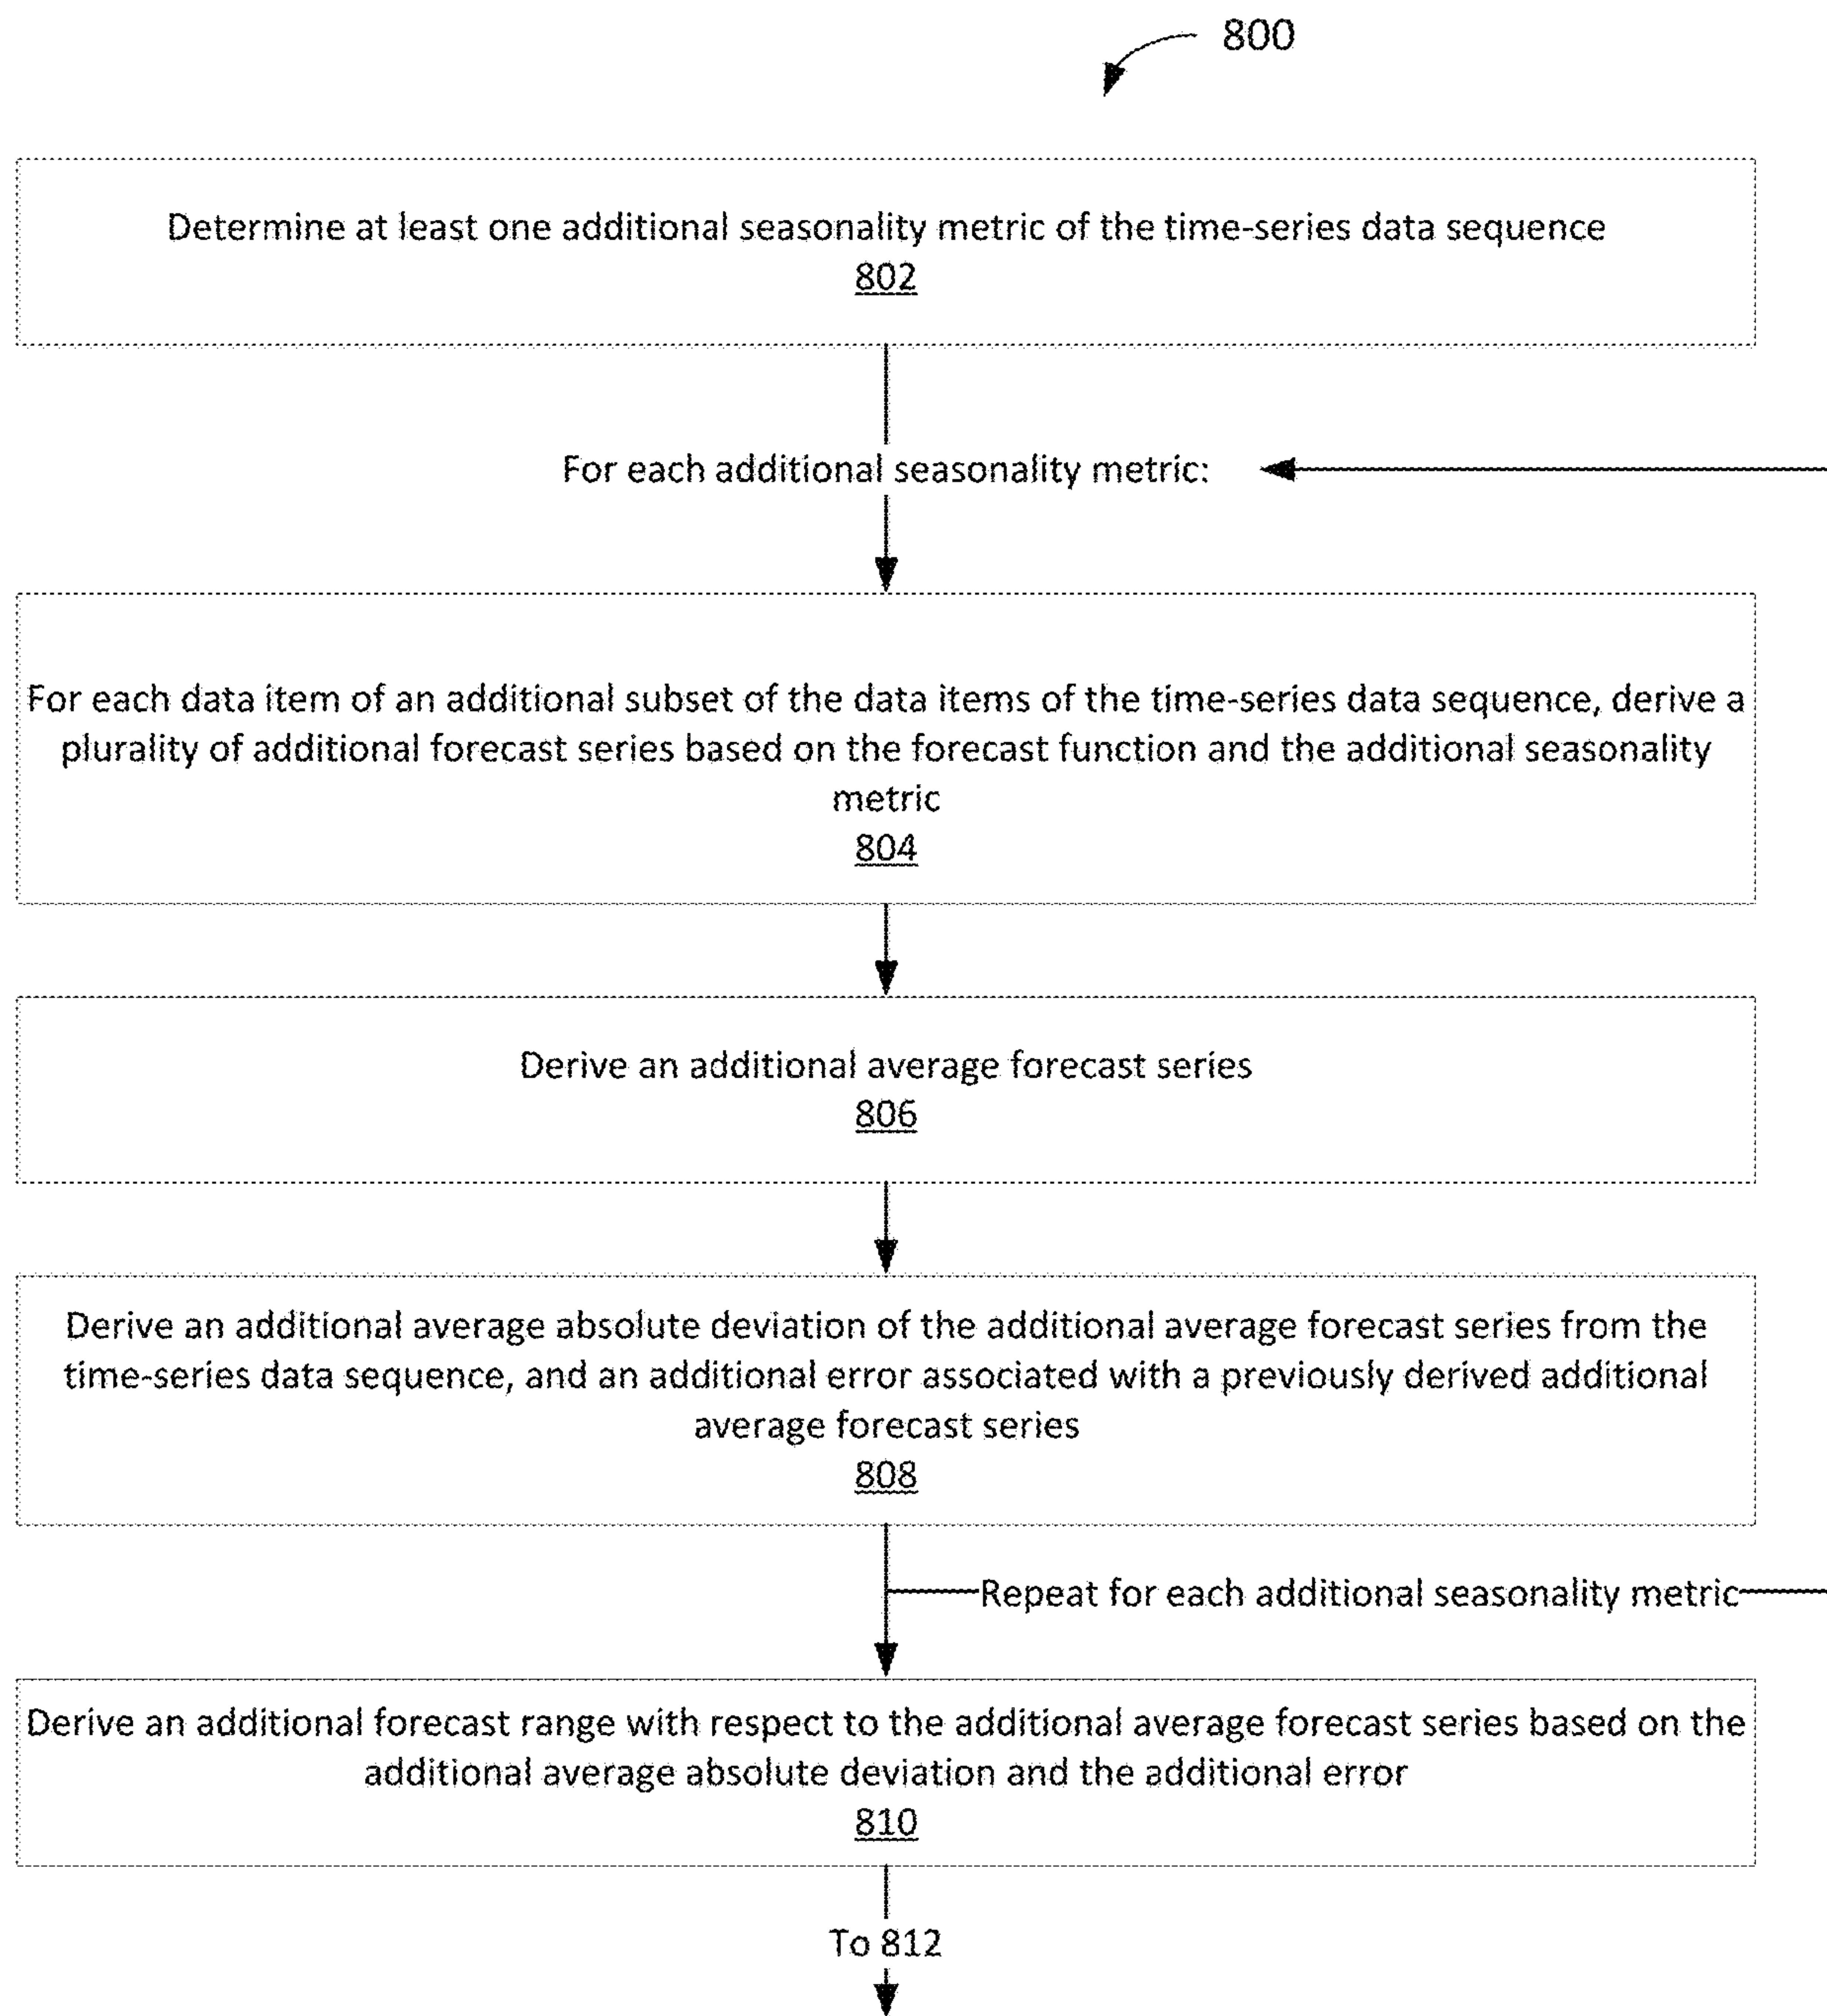 800
Determine at least one additional seasonality metric of the time-series data sequence
802
For each additional seasonality metric:
For each data item of an additional subset of the data items of the time-series data sequence, derive a
plurality of additional forecast series based on the forecast function and the additional seasonality
metric
804
Derive an additional average forecast series
806
Derive an additional average absolute deviation of the additional average forecast series from the
time-series data sequence, and an additional error associated with a previously derived additional
average forecast series
808
Repeat for each additional seasonality metric
Derive an additional forecast range with respect to the additional average forecast series based on the
additional average absolute deviation and the additional error
810
To 812